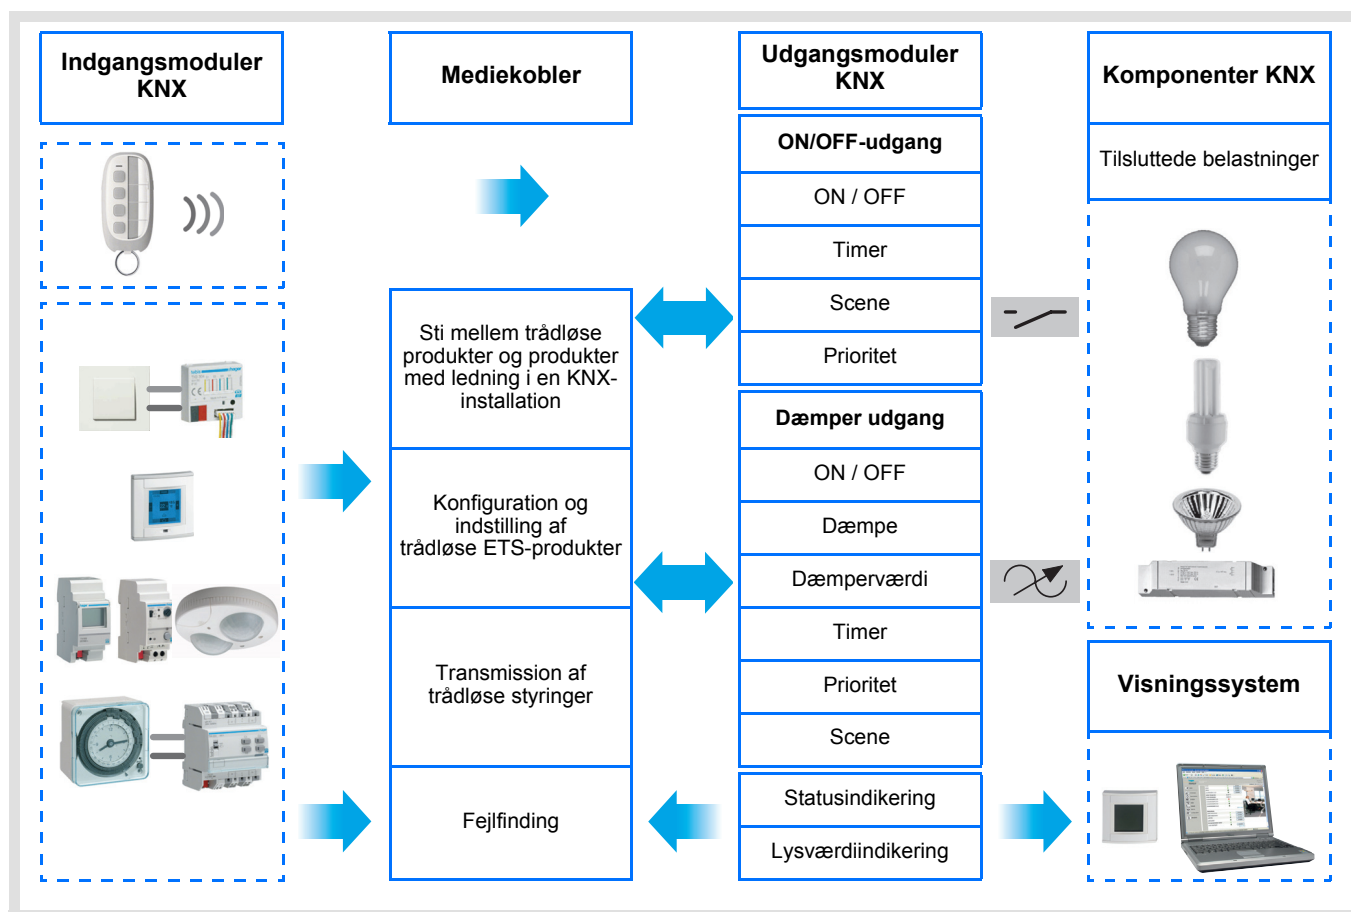 Indgangsmoduler
KNX
Mediekobler
Udgangsmoduler
KNX
Komponenter KNX
ON/OFF-udgang
ON / OFF
Timer
Scene
Prioritet
Tilsluttede belastninger
Sti mellem trådløse
produkter og produkter
med ledning i en KNX-
installation
Konfiguration og
indstilling af
trådløse ETS-produkter
Transmission af
trådløse styringer
Fejlfinding
Dæmper udgang
ON / OFF
Dæmpe
Dæmperværdi
Timer
Prioritet
Scene
Statusindikering
Lysværdiindikering
Visningssystem